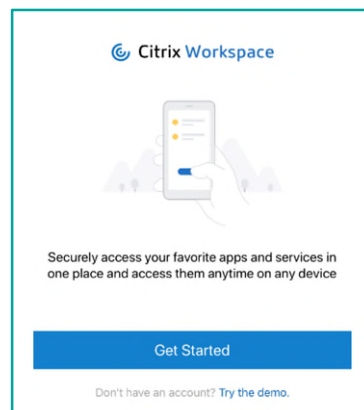 Citrix Workspace
Securely access your favorite apps and services in
one place and access them anytime on any device
Get Started
Don't have an account? Try the demo.